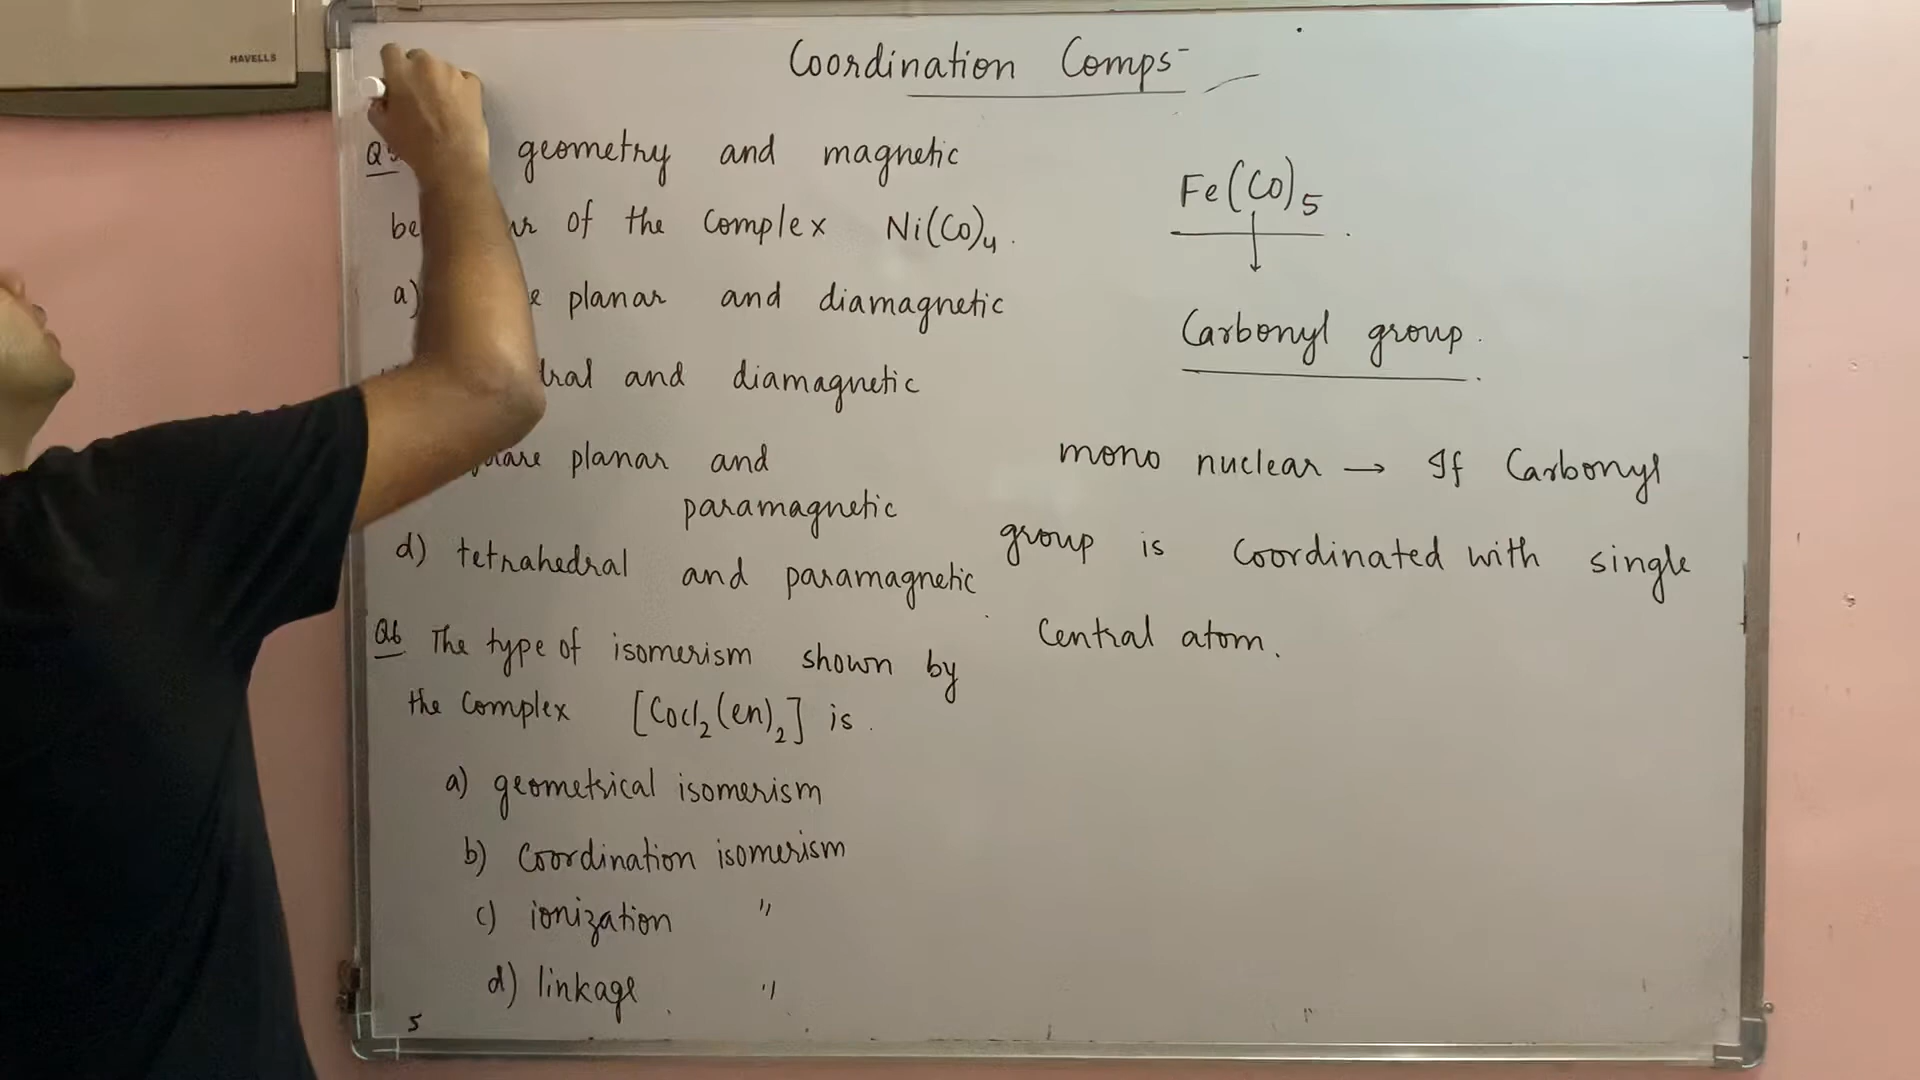 HAVELLS
Coordination Comps-
geometry and magnetic
of the Complex Ni(Co)4.
a) planar and diamagnetic
and diamagnetic
planar and
paramagnetic
d) tetrahedral and paramagnetic
Q6 The type of isomerism shown by
the Complex [Cocl2(en)2] is.
a) geometrical isomerism
b) Coordination isomerism
c) ionization "
d) linkage "
5
Fe(Co)5
Carbonyl group.
mono nuclear → If Carbonyl
group is Coordinated with single
Central atom.